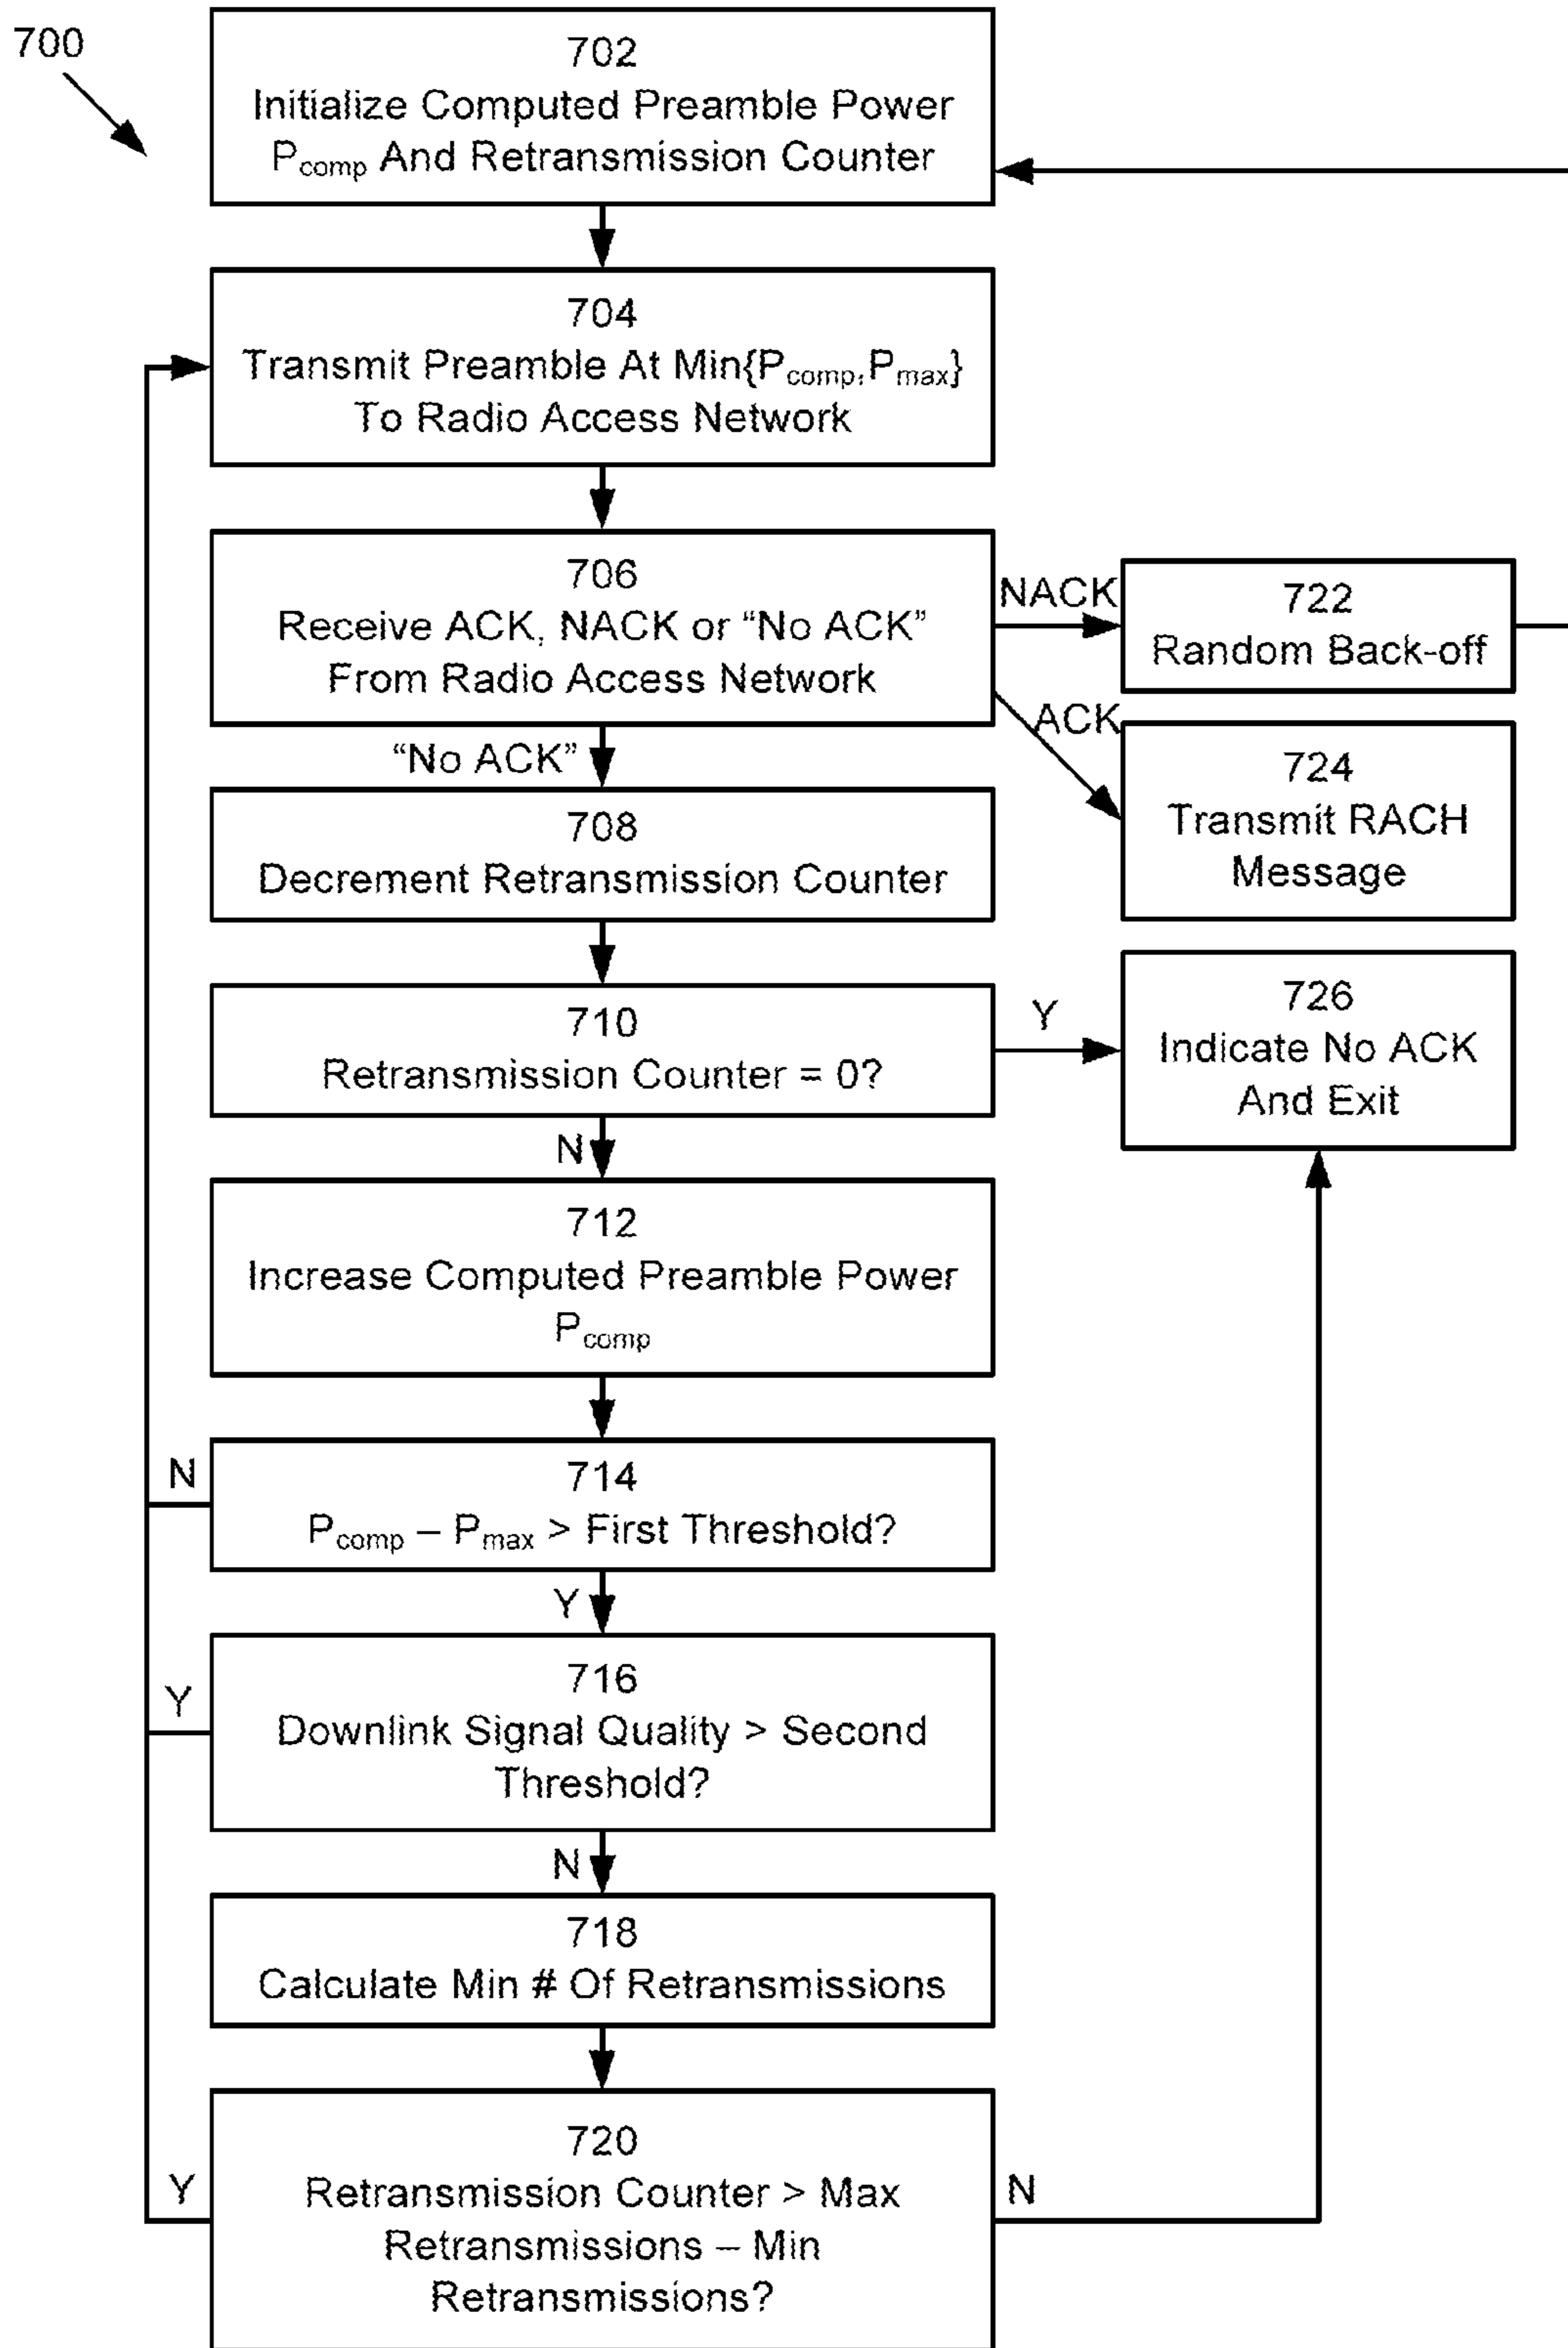 700
702
Initialize Computed Preamble Power
Pcomp And Retransmission Counter
704
Transmit Preamble At Min{Pcomp,Pmax}
To Radio Access Network
706
Receive ACK, NACK or “No ACK”
From Radio Access Network
NACK
722
Random Back-off
ACK
724
Transmit RACH
Message
“No ACK”
708
Decrement Retransmission Counter
710
Retransmission Counter = 0?
Y
726
Indicate No ACK
And Exit
N
712
Increase Computed Preamble Power
Pcomp
N
714
Pcomp – Pmax > First Threshold?
Y
Y
716
Downlink Signal Quality > Second
Threshold?
N
718
Calculate Min # Of Retransmissions
Y
720
Retransmission Counter > Max
Retransmissions – Min
Retransmissions?
N